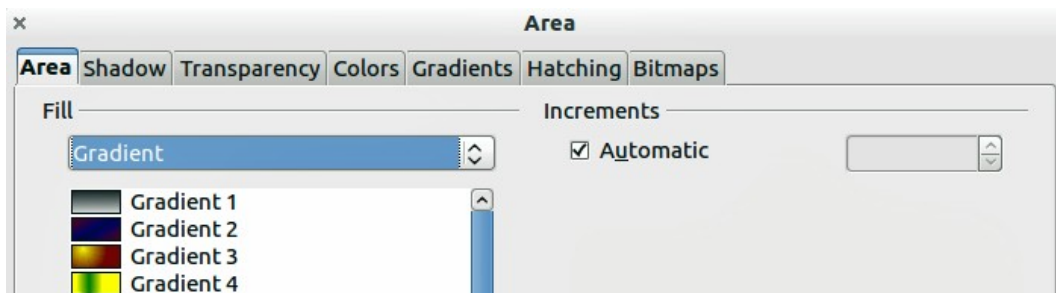 Area
Area Shadow Transparency Colors Gradients Hatching Bitmaps
Fill Increments
Gradient Automatic
Gradient 1
Gradient 2
Gradient 3
Gradient 4